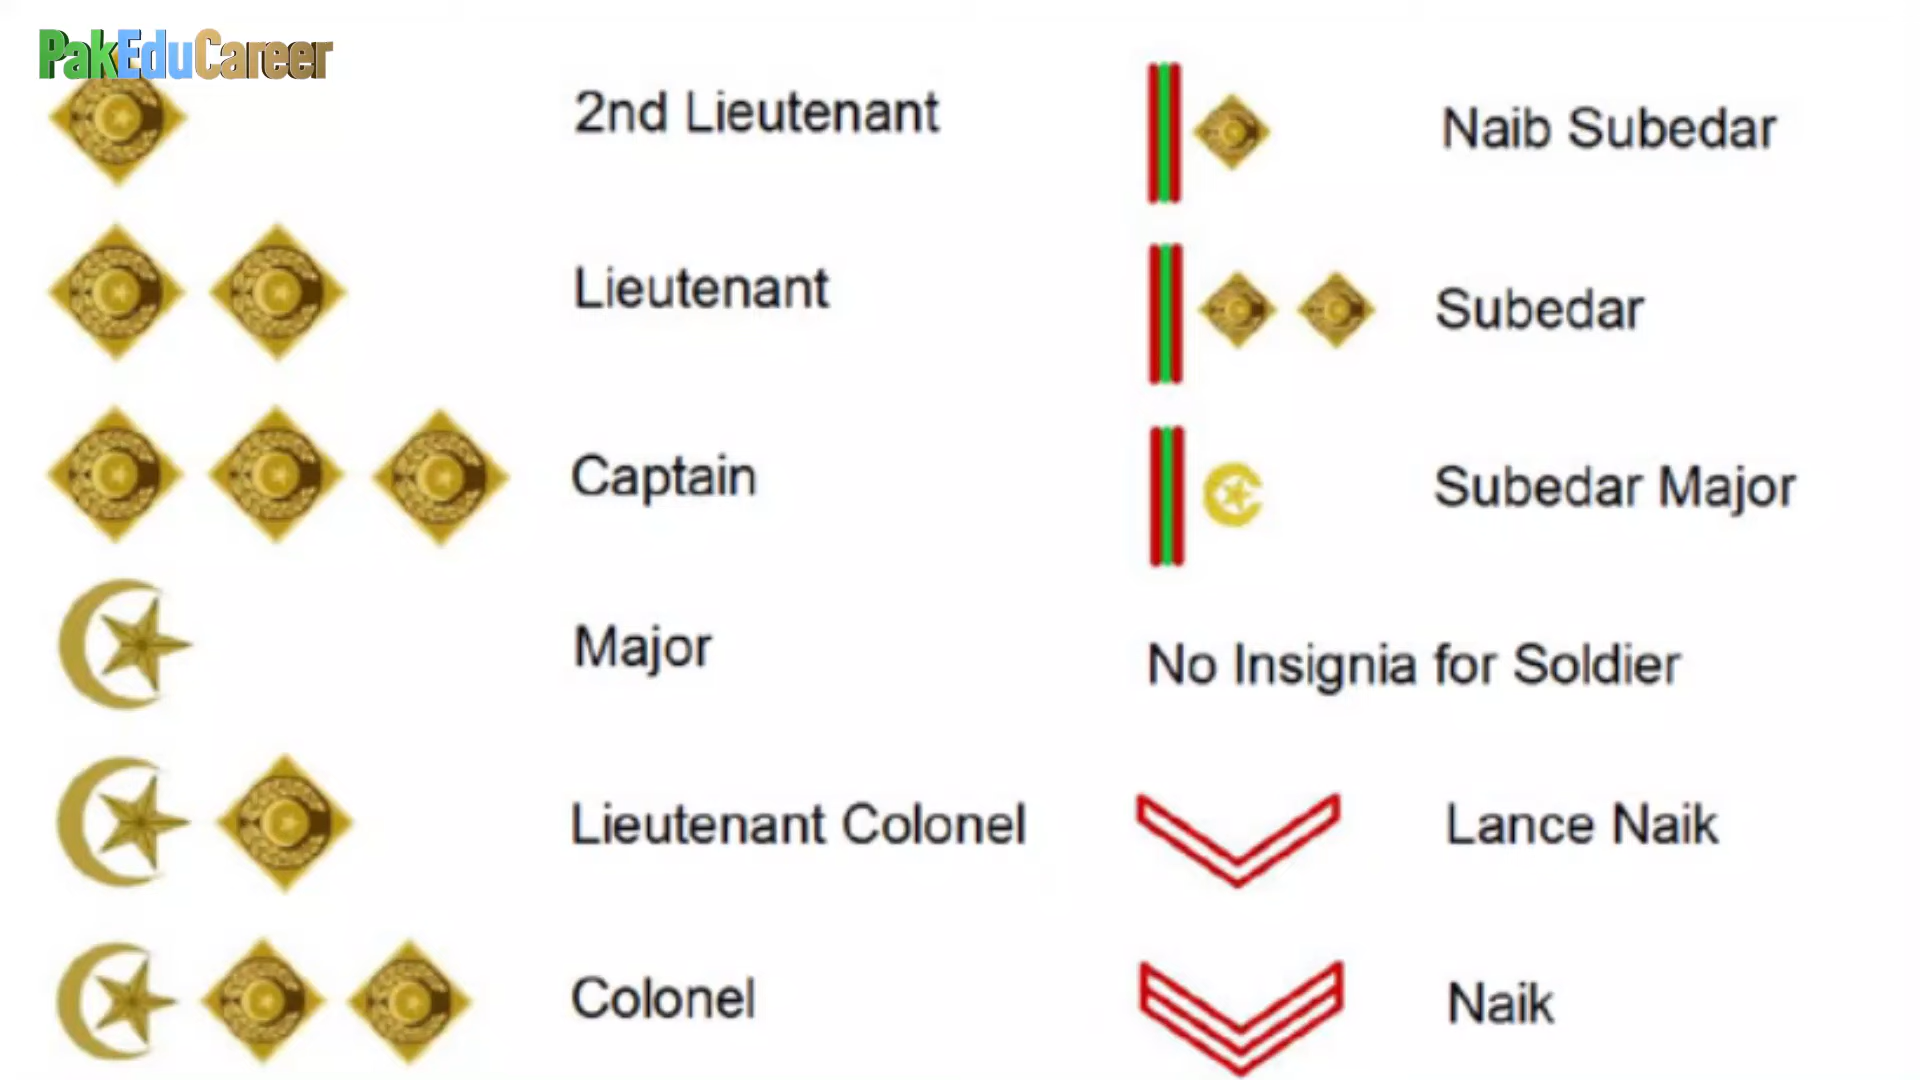 PakEduCareer
2nd Lieutenant
Lieutenant
Captain
Major
Lieutenant Colonel
Colonel
Naib Subedar
Subedar
Subedar Major
No Insignia for Soldier
Lance Naik
Naik